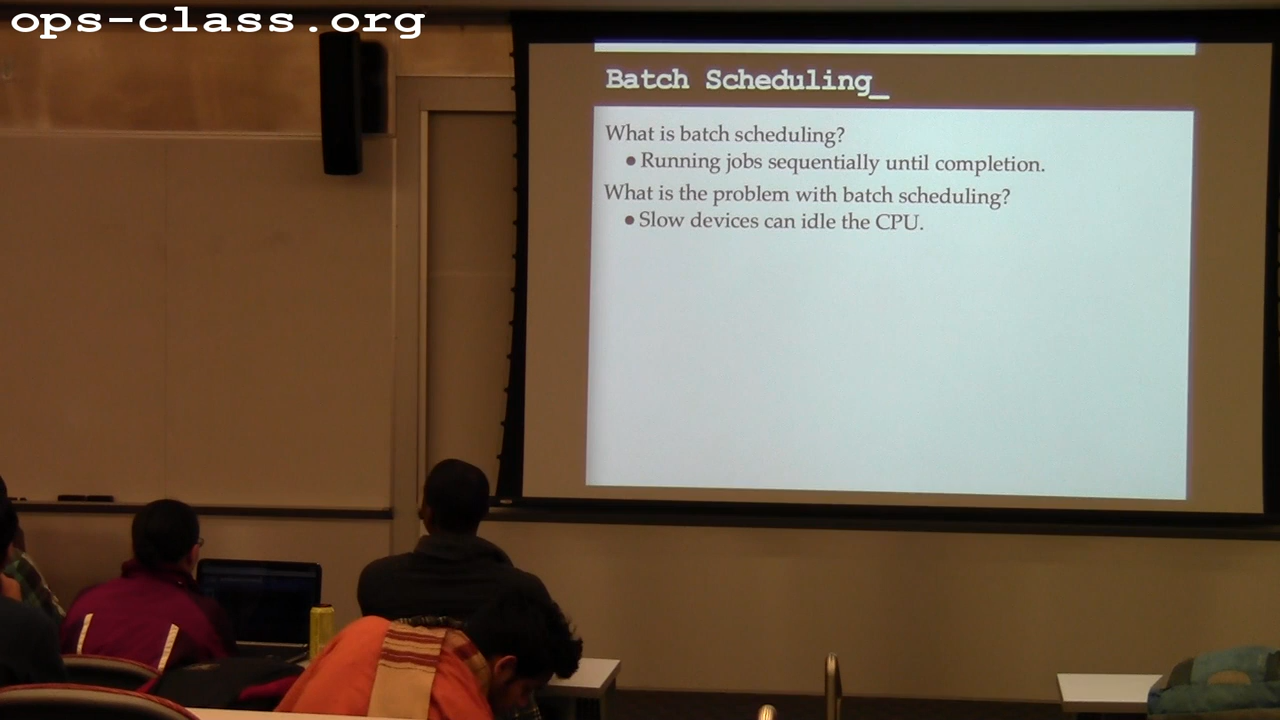 ops-class.org
Batch Scheduling_
What is batch scheduling?
● Running jobs sequentially until completion.
What is the problem with batch scheduling?
● Slow devices can idle the CPU.